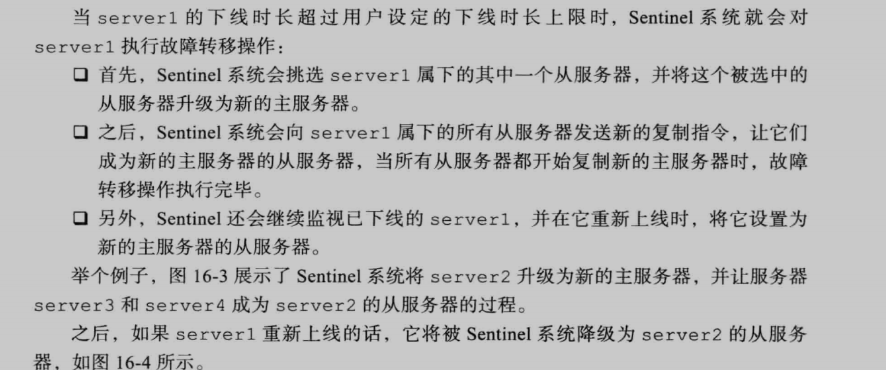 当 server1 的下线时长超过用户设定的下线时长上限时，Sentinel 系统就会对
server1 执行故障转移操作：
❑ 首先，Sentinel 系统会挑选 server1 属下的其中一个从服务器，并将这个被选中的
从服务器升级为新的主服务器。
❑ 之后，Sentinel 系统会向 server1 属下的所有从服务器发送新的复制指令，让它们
成为新的主服务器的从服务器，当所有从服务器都开始复制新的主服务器时，故障
转移操作执行完毕。
❑ 另外，Sentinel 还会继续监视已下线的 server1，并在它重新上线时，将它设置为
新的主服务器的从服务器。
举个例子，图 16-3 展示了 Sentinel 系统将 server2 升级为新的主服务器，并让服务器
server3 和 server4 成为 server2 的从服务器的过程。
之后，如果 server1 重新上线的话，它将被 Sentinel 系统降级为 server2 的从服务
器，如图 16-4 所示。